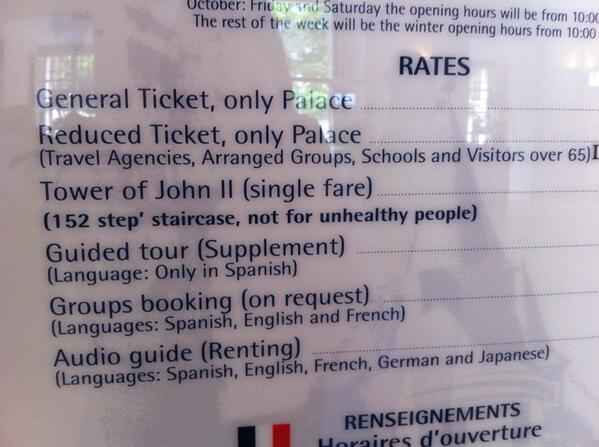 October: Friday and Saturday the opening hours will be from 10:00
The rest of the week will be the winter opening hours from 10:00
RATES
General Ticket, only Palace
Reduced Ticket, only Palace
(Travel Agencies, Arranged Groups, Schools and Visitors over 65)
Tower of John II (single fare)
(152 step' staircase, not for unhealthy people)
Guided tour (Supplement)
(Language: Only in Spanish)
Groups booking (on request)
(Languages: Spanish, English and French)
Audio guide (Renting)
(Languages: Spanish, English, French, German and Japanese)
RENSEIGNEMENTS
Horaires d'ouverture